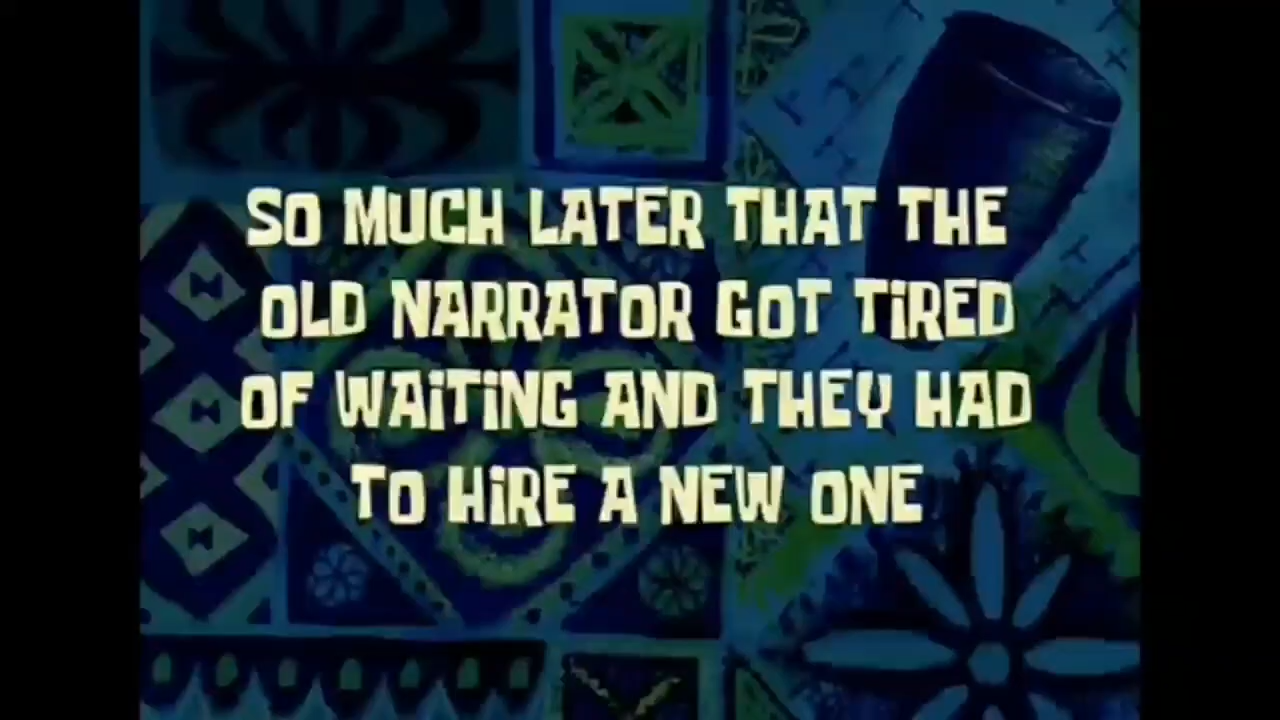 SO MUCH LATER THAT THE
OLD NARRATOR GOT TiRED
OF WAiTiNG AND THEY HAD
TO HiRE A NEW ONE